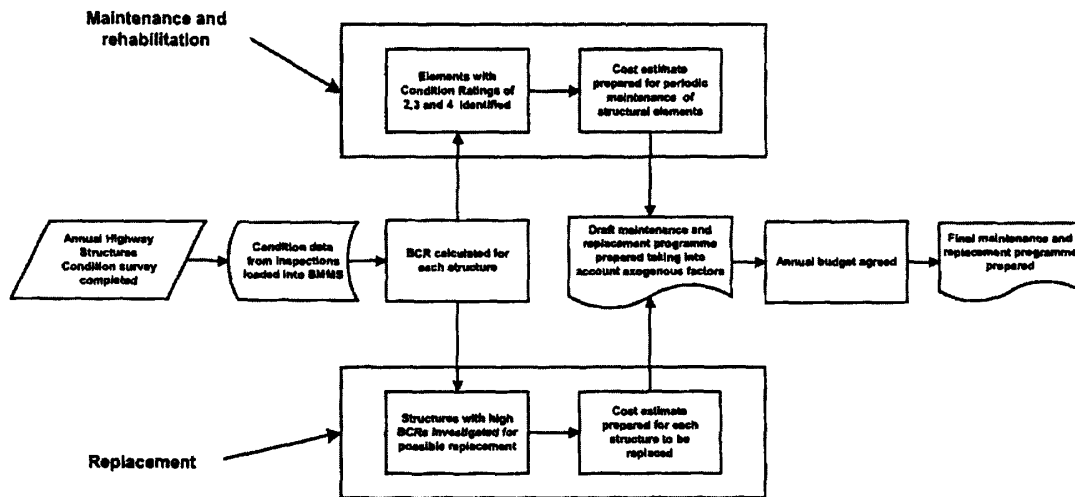 Maintenance and
rehabilitation
Elements with
Condition Ratings of
2,3 and 4 identified
Cost estimate
prepared for periodic
maintenance of
structural elements
Annual Highway
Structures
Condition survey
completed
Condition data
from inspections
loaded into BMMS
BCR calculated for
each structure
Draft maintenance and
replacement programme
prepared taking into
account exogenous factors
Annual budget agreed
Final maintenance and
replacement programme
prepared
Structures with high
BCRs investigated for
possible replacement
Cost estimate
prepared for each
structure to be
replaced
Replacement